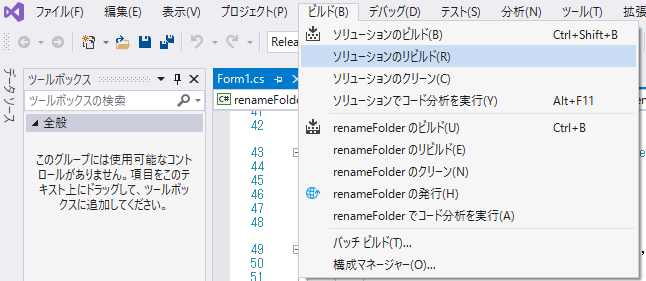 ファイル(F) 編集(E) 表示(V) プロジェクト(P) ビルド(B) デバッグ(D) テスト(S) 分析(N) ツール(T) 拡張
Relea
ソリューションのビルド(B) Ctrl+Shift+B
ソリューションのリビルド(R)
ソリューションのクリーン(C)
ソリューションでコード分析を実行(Y) Alt+F11
renameFolder のビルド(U) Ctrl+B
renameFolder のリビルド(E)
renameFolder のクリーン(N)
renameFolder の発行(H)
renameFolder でコード分析を実行(A)
バッチ ビルド(T)...
構成マネージャー(O)...
データ ソース
ツールボックス
ツールボックスの検索
全般
このグループには使用可能なコント
ロールがありません。項目をこのテ
キスト上にドラッグして、ツールボック
スに追加してください。
Form1.cs
C# renameFolde
41
42
43
44
45
46
47
48
49
50
51